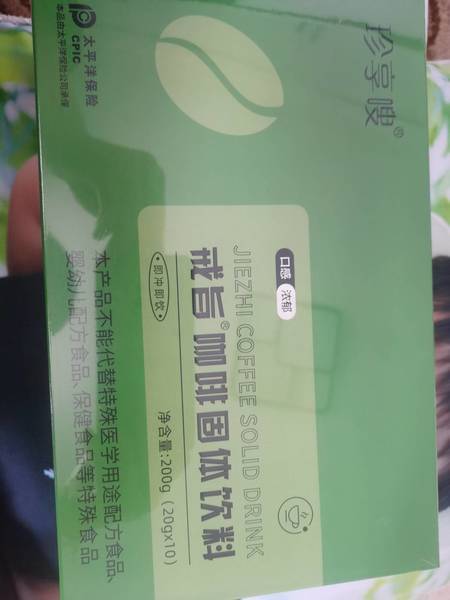 珍享嗖®
口感 浓郁
JIEZHI COFFEE SOLID DRINK
戒旨®咖啡固体饮料
·即冲即饮·
净含量:200g（20gx10）
本产品不能代替特殊医学用途配方食品、
婴幼儿配方食品、保健食品等特殊食品
太平洋保险
CPIC
本品由太平洋保险公司承保